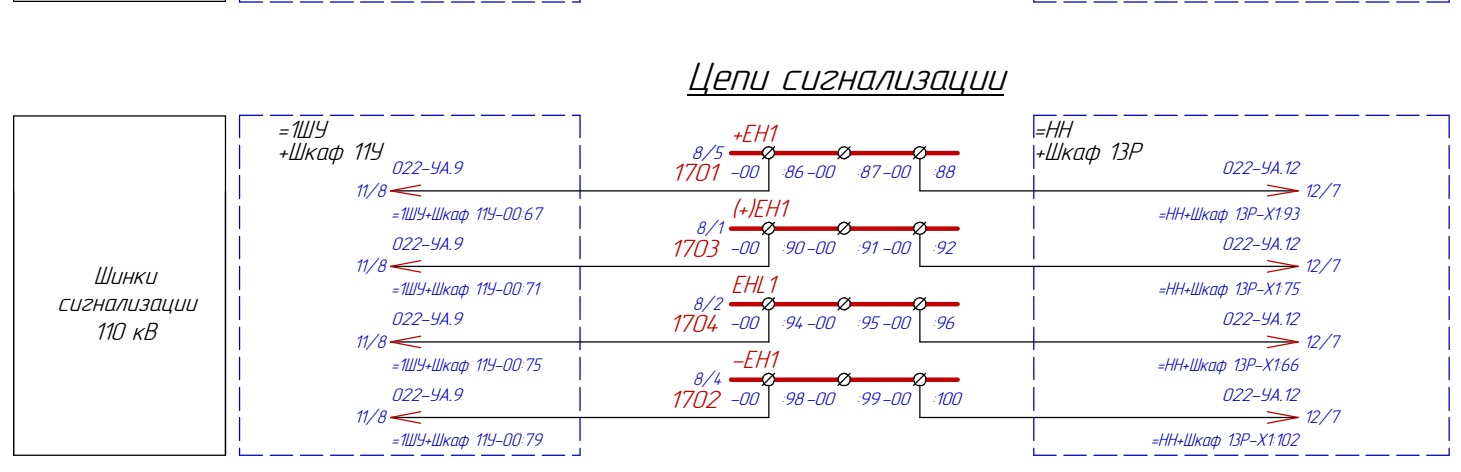 Цепи сигнализации
=1ШУ
+Шкаф 11У
=НН
+Шкаф 13Р
Шинки
сигнализации
110 кВ
022-УА.9
11/8
=1ШУ+Шкаф 11У-00:67
+EH1
8/5
1701 -00 :86 -00 :87 -00 :88
022-УА.12
12/7
=НН+Шкаф 13Р-X1:93
022-УА.9
11/8
=1ШУ+Шкаф 11У-00:71
(+)EH1
8/1
1703 -00 :90 -00 :91 -00 :92
022-УА.12
12/7
=НН+Шкаф 13Р-X1:75
022-УА.9
11/8
=1ШУ+Шкаф 11У-00:75
EHL1
8/2
1704 -00 :94 -00 :95 -00 :96
022-УА.12
12/7
=НН+Шкаф 13Р-X1:66
022-УА.9
11/8
=1ШУ+Шкаф 11У-00:79
-EH1
8/4
1702 -00 :98 -00 :99 -00 :100
022-УА.12
12/7
=НН+Шкаф 13Р-X1:102